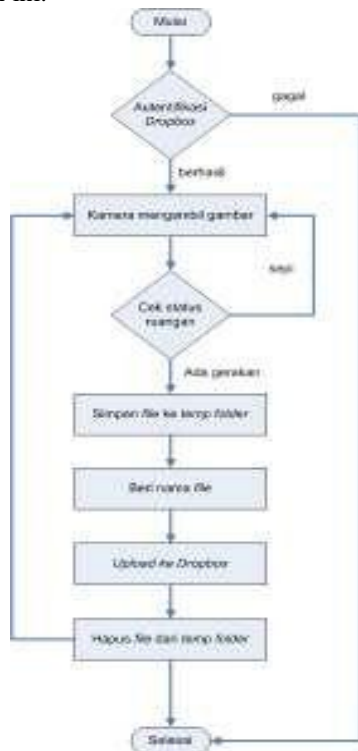 Mulai
Autentifikasi
Dropbox
gagal
berhasil
Kamera mengambil gambar
sepi
Cek status
ruangan
Ada gerakan
Simpan file ke temp folder
Beri nama file
Upload ke Dropbox
Hapus file dari temp folder
Selesai